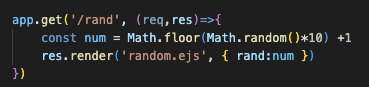 app.get('/rand', (req,res)=>{
    const num = Math.floor(Math.random()*10) +1
    res.render('random.ejs', { rand:num })
})